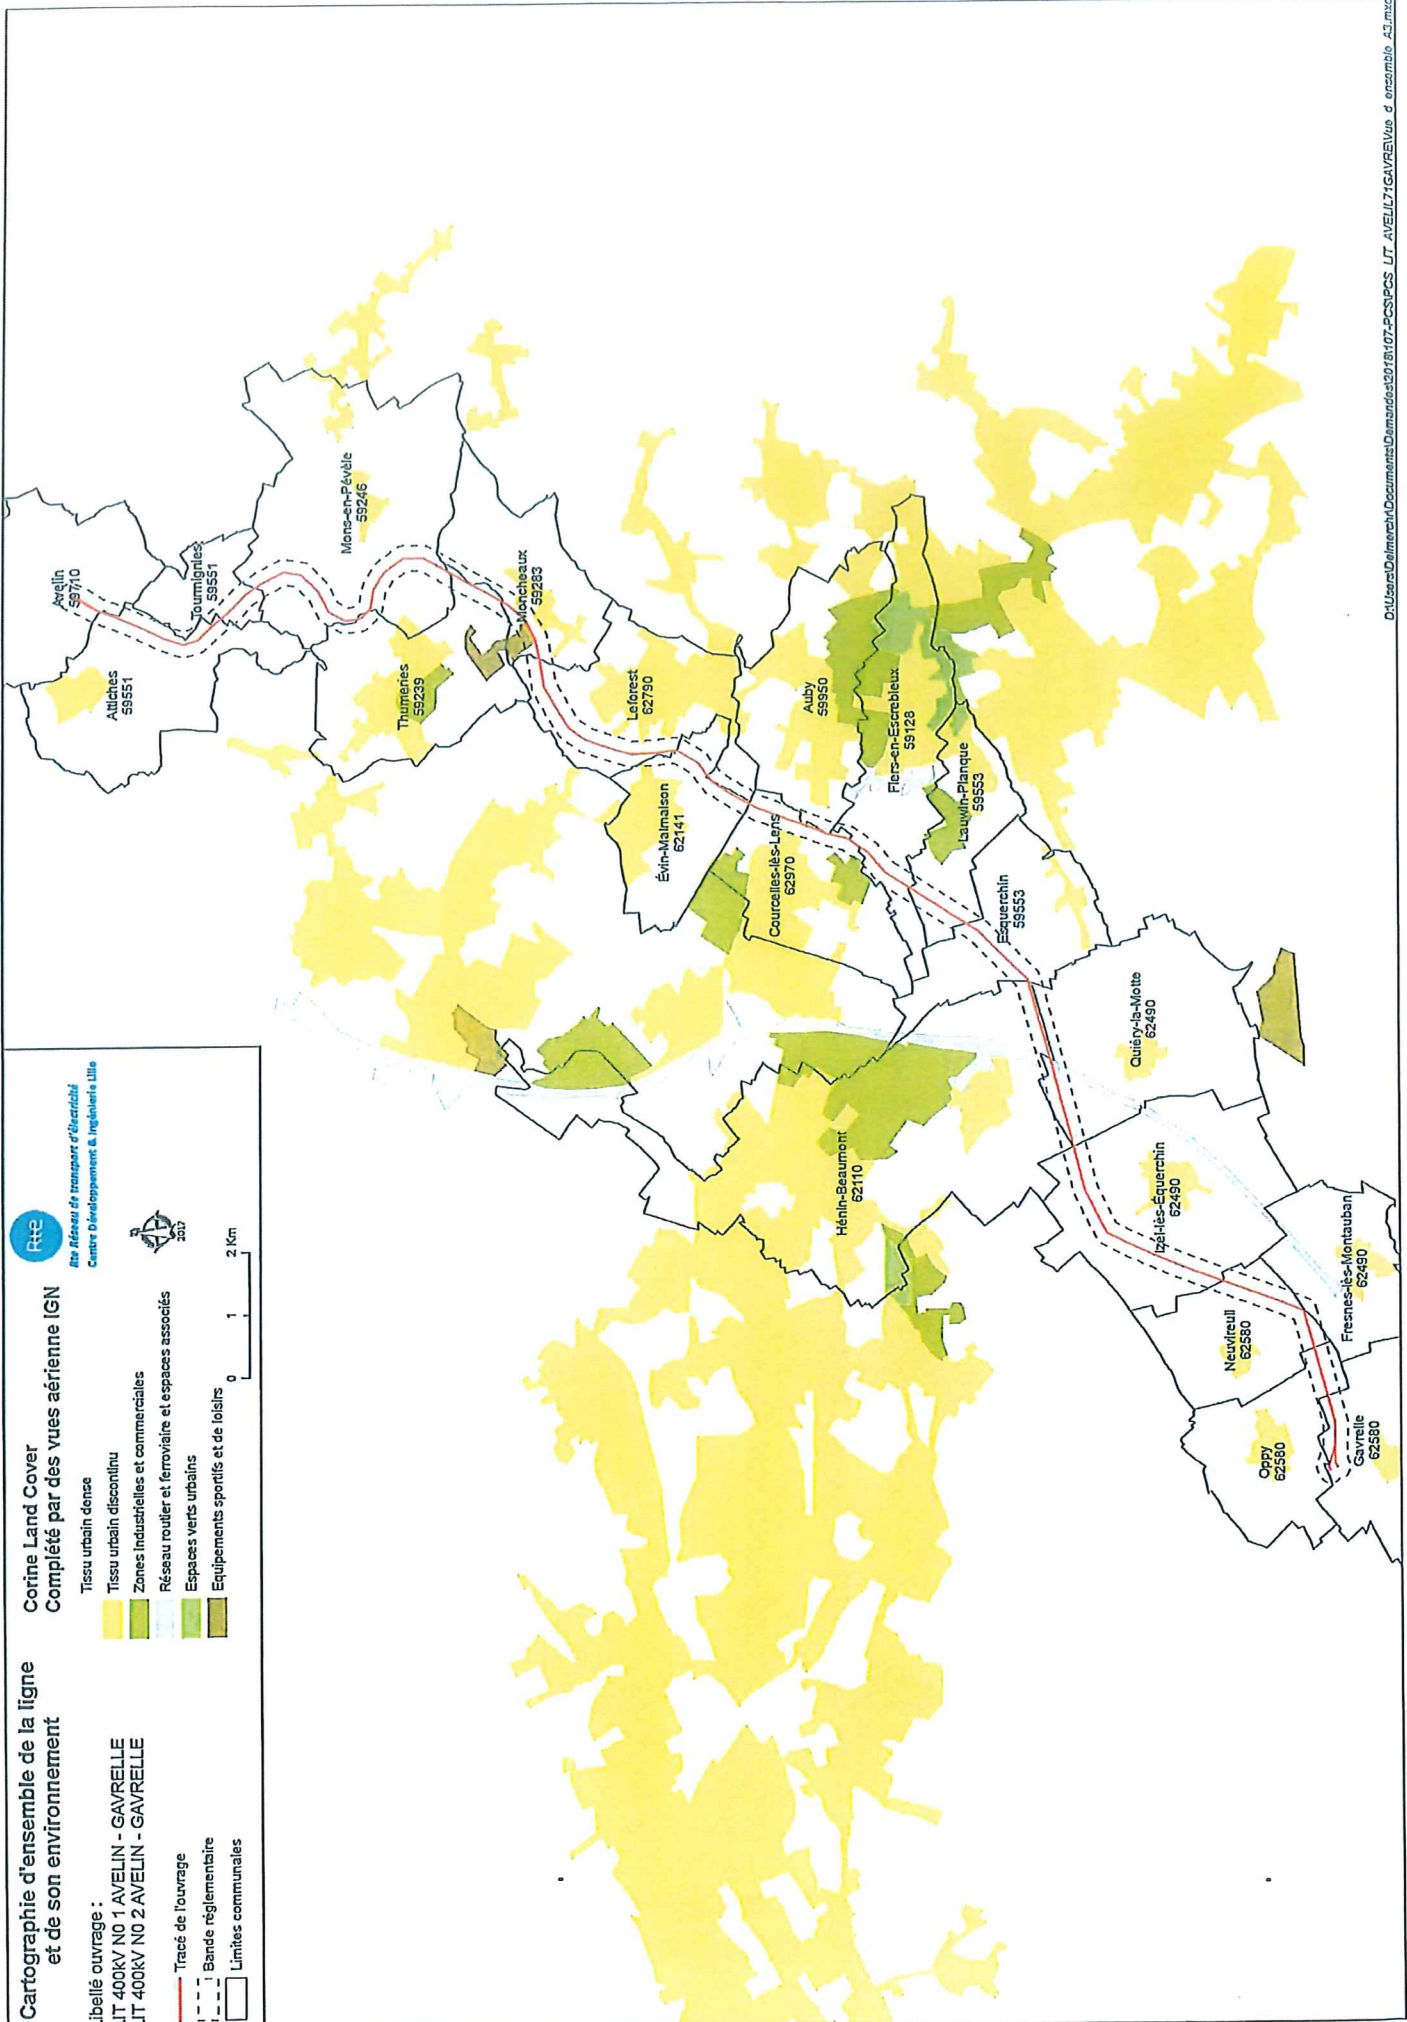 Cartographie d'ensemble de la ligne
et de son environnement
Corine Land Cover
Complété par des vues aérienne IGN
Rte
Rte Réseau de transport d'électricité
Centre Développement & Ingénierie Lille
ibellé ouvrage :
IT 400KV N0 1 AVELIN - GAVRELLE
IT 400KV N0 2 AVELIN - GAVRELLE
Tracé de l'ouvrage
Bande réglementaire
Limites communales
Tissu urbain dense
Tissu urbain discontinu
Zones industrielles et commerciales
Réseau routier et ferroviaire et espaces associés
Espaces verts urbains
Equipements sportifs et de loisirs
2017
0 1 2 Km
Avelin
59710
Attiches
59551
Tourmignies
59551
Mons-en-Pévèle
59246
Thumeries
59239
Moncheaux
59283
Leforest
62790
Évin-Malmaison
62141
Auby
59950
Courcelles-lès-Lens
62970
Flers-en-Escrebieux
59128
Lauwin-Planque
59553
Esquerchin
59553
Hénin-Beaumont
62110
Quiéry-la-Motte
62490
Izel-lès-Équerchin
62490
Neuvireuil
62580
Fresnes-lès-Montauban
62490
Oppy
62580
Gavrelle
62580